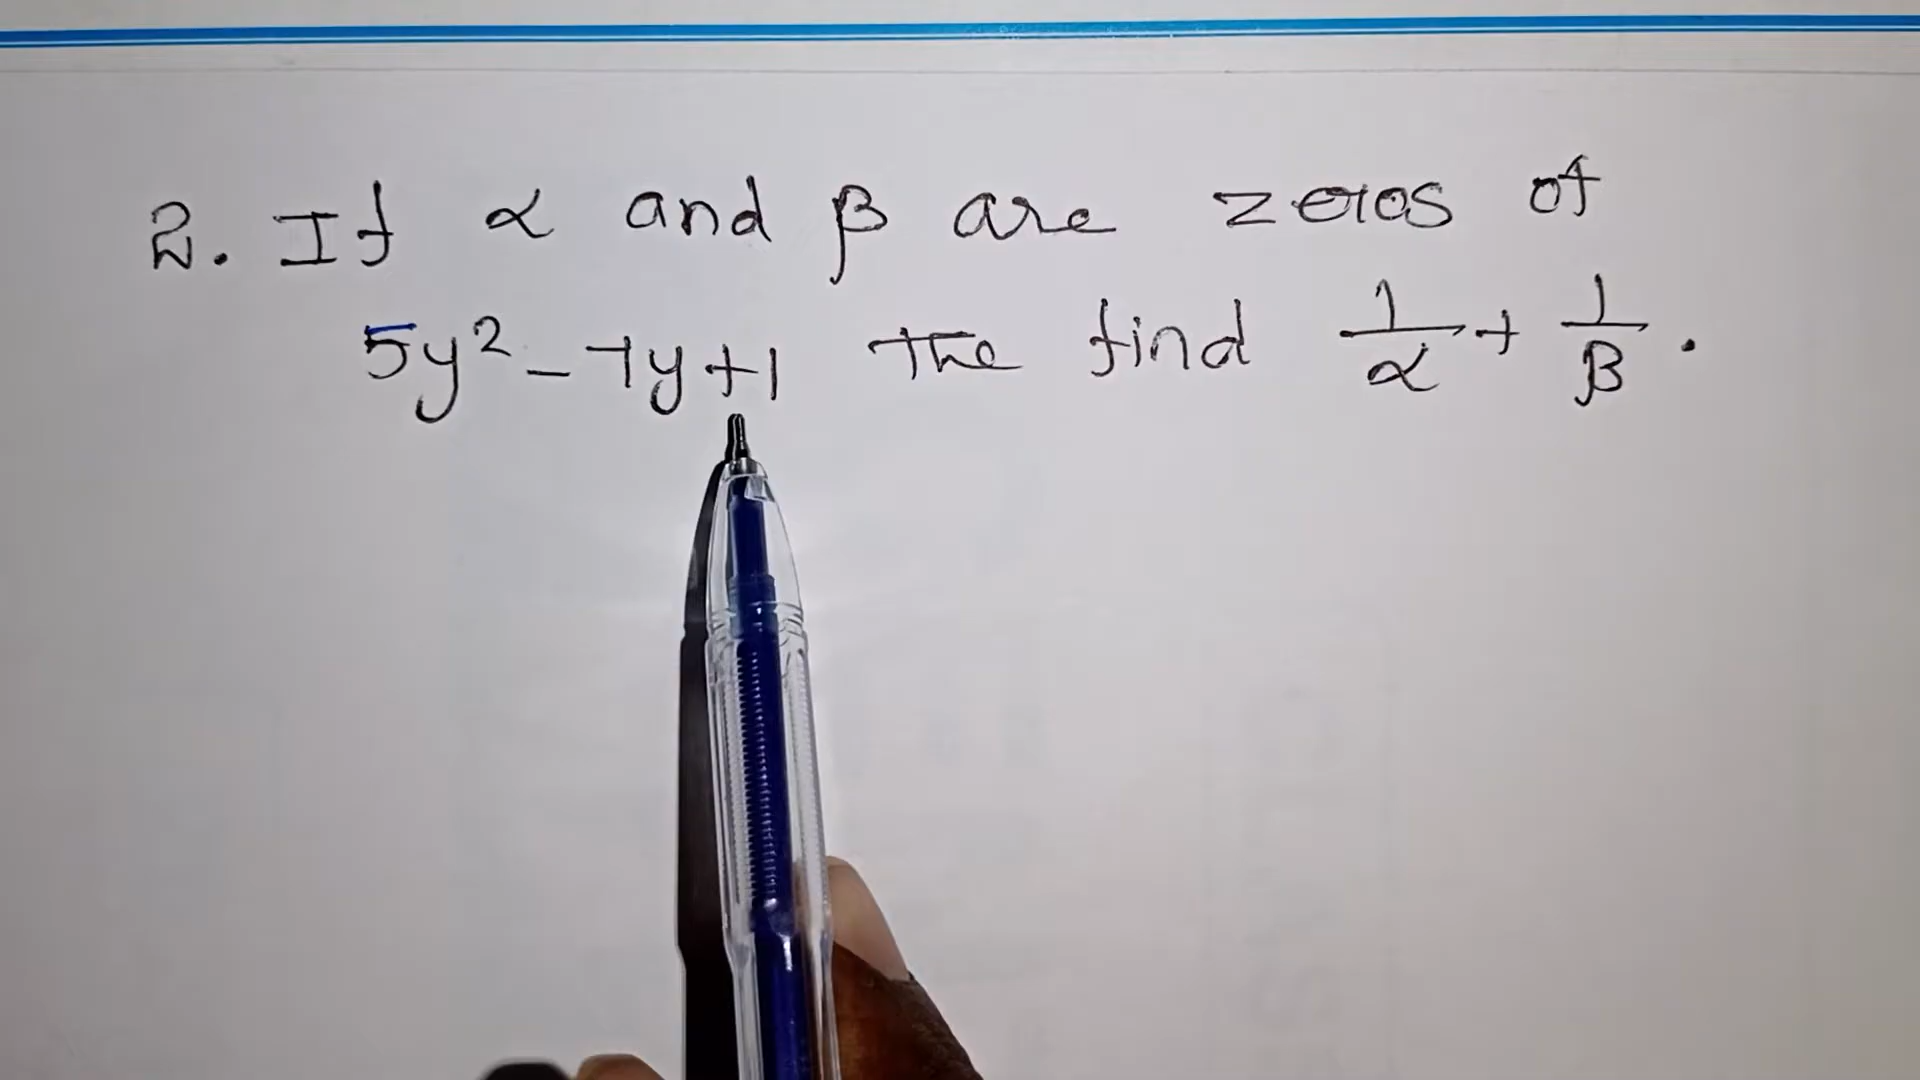 2. If α and β are zeros of
5y² - 7y + 1 the find 1/α + 1/β.